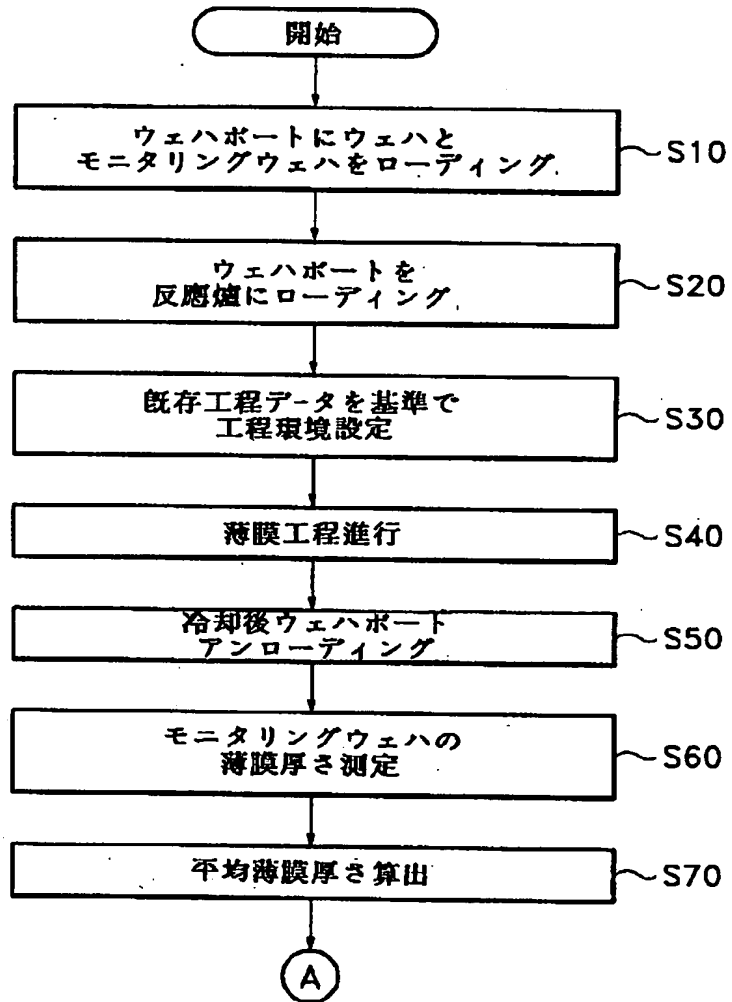 開始
ウェハボートにウェハと
モニタリングウェハをローディング
S10
ウェハボートを
反應爐にローディング
S20
既存工程データを基準で
工程環境設定
S30
薄膜工程進行
S40
冷却後ウェハボート
アンローディング
S50
モニタリングウェハの
薄膜厚さ測定
S60
平均薄膜厚さ算出
S70
A